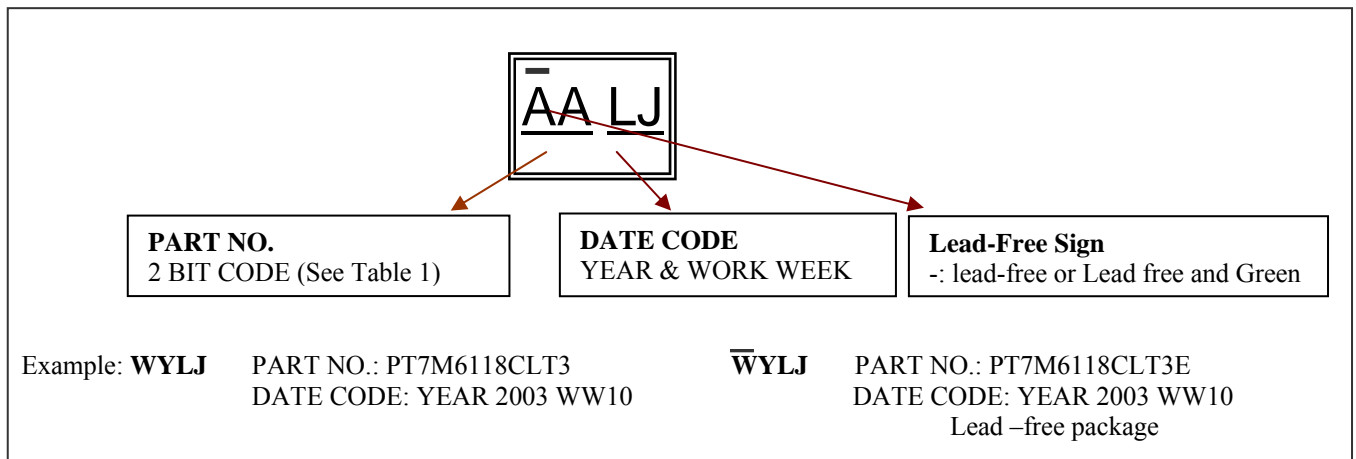 A̅A LJ
PART NO.
2 BIT CODE (See Table 1)
DATE CODE
YEAR & WORK WEEK
Lead-Free Sign
-: lead-free or Lead free and Green
Example: WYLJ PART NO.: PT7M6118CLT3
DATE CODE: YEAR 2003 WW10
W̅YLJ PART NO.: PT7M6118CLT3E
DATE CODE: YEAR 2003 WW10
Lead –free package